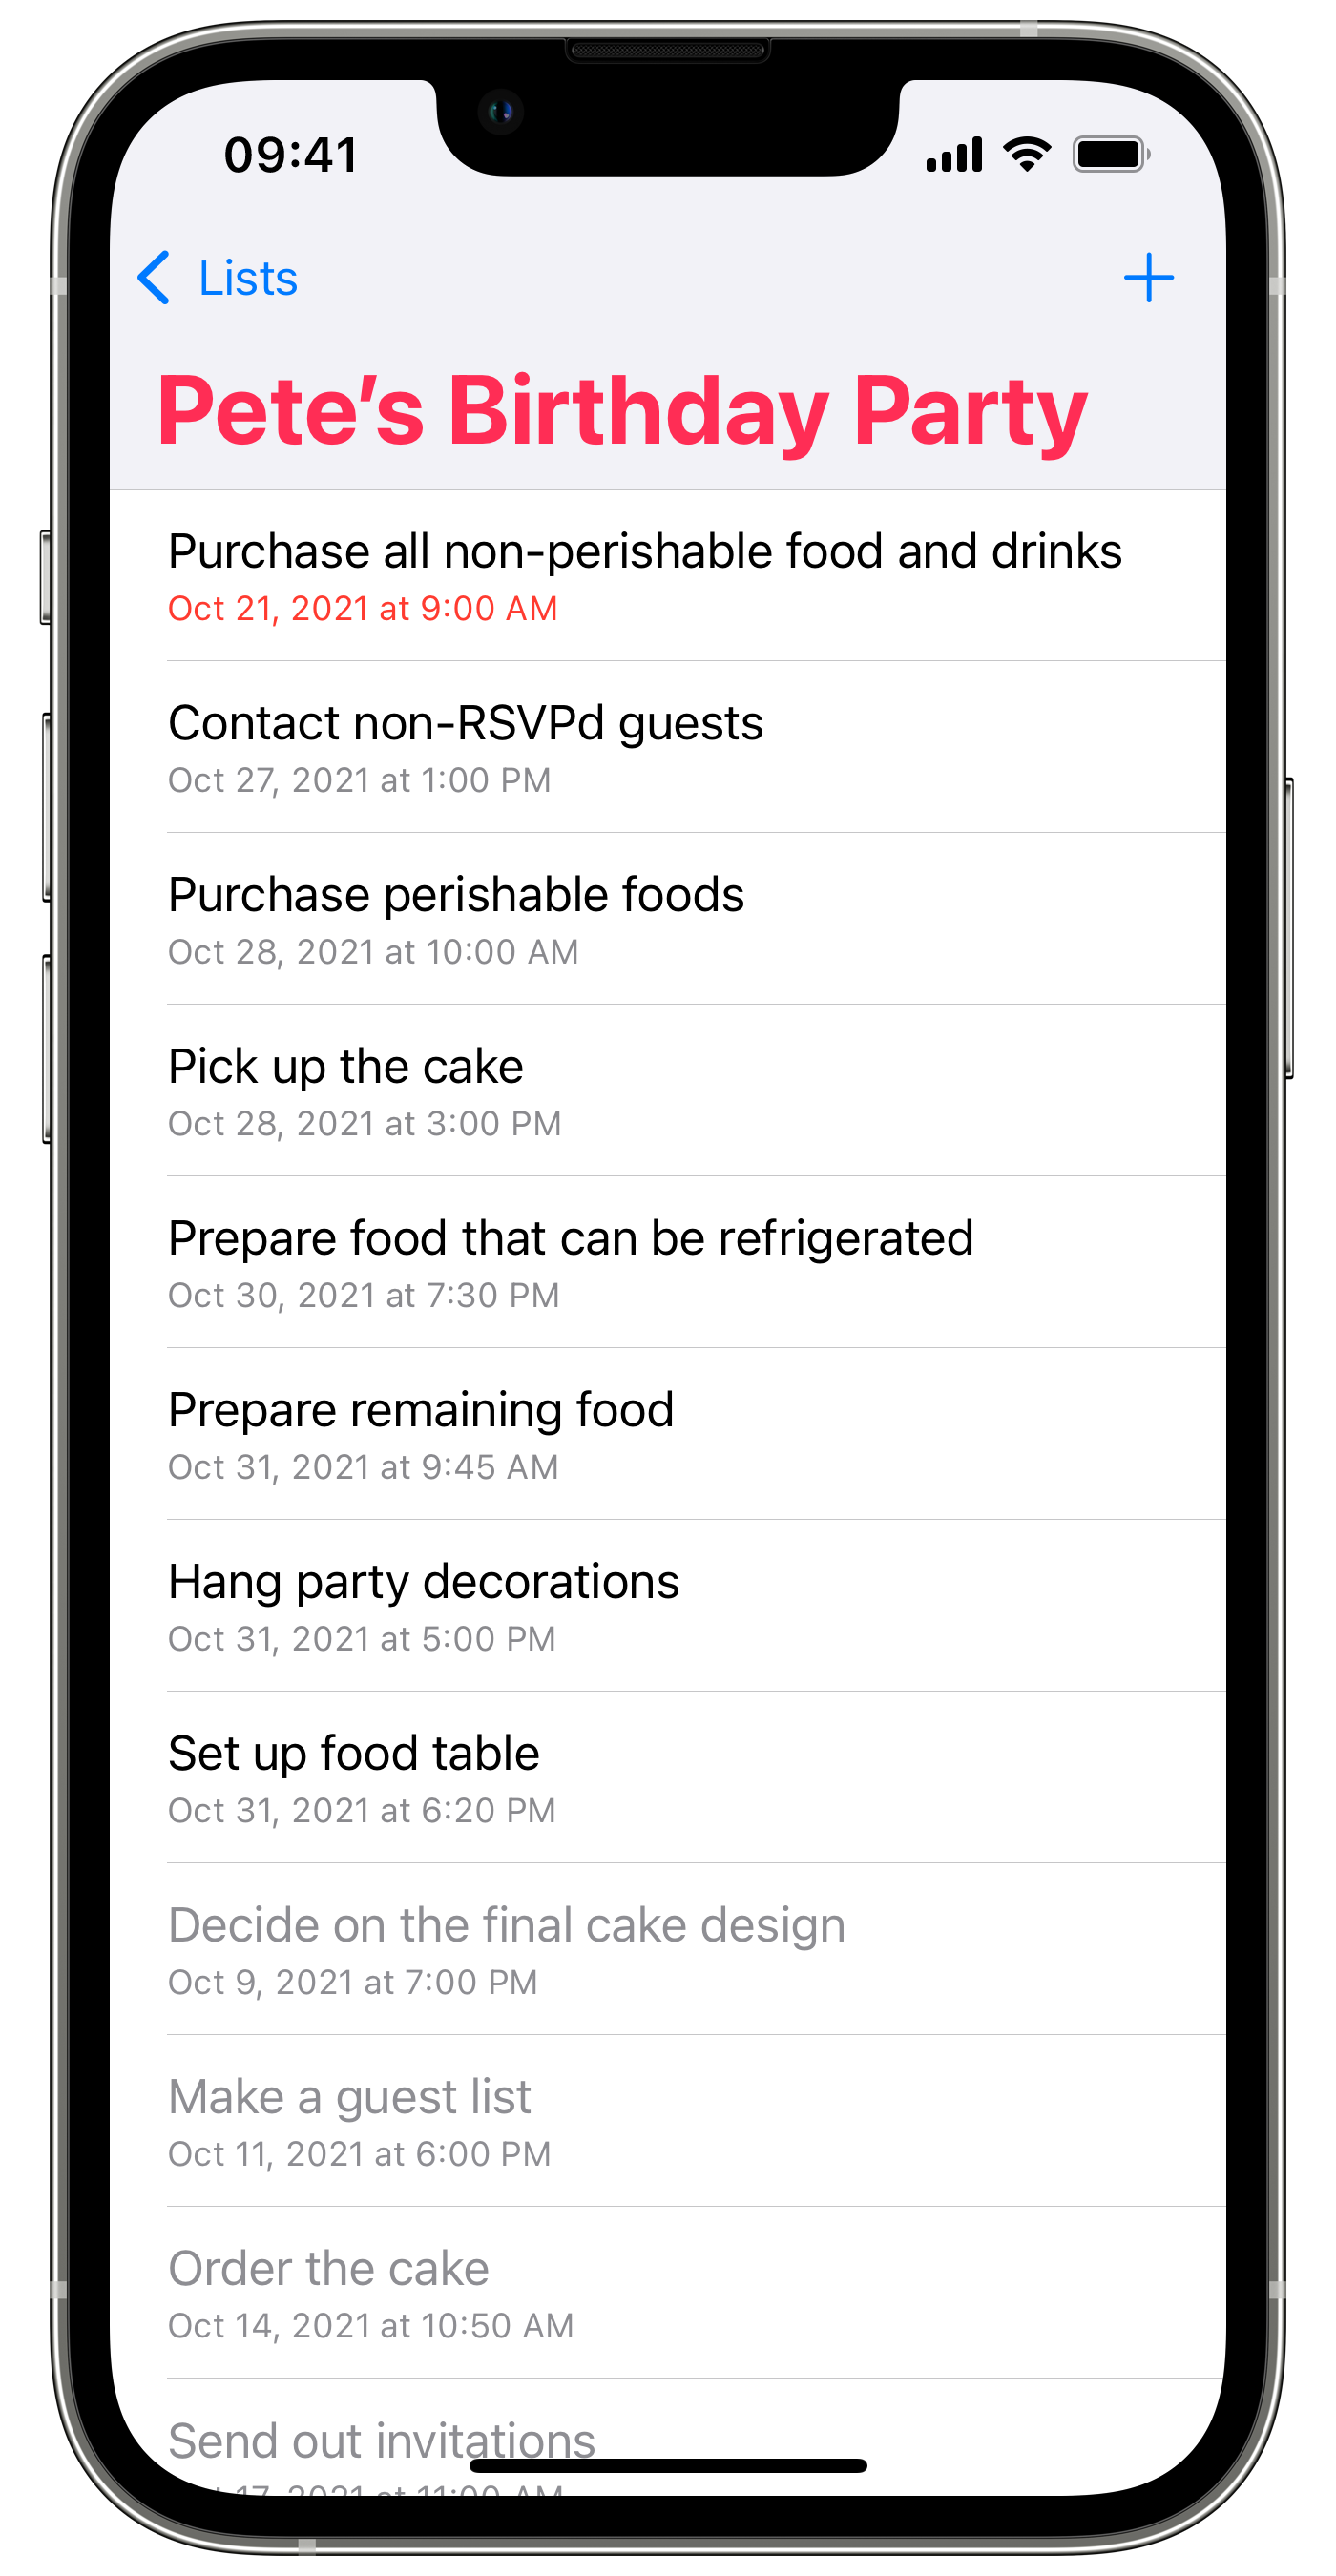 09:41
Lists
Pete’s Birthday Party
Purchase all non-perishable food and drinks
Oct 21, 2021 at 9:00 AM
Contact non-RSVPd guests
Oct 27, 2021 at 1:00 PM
Purchase perishable foods
Oct 28, 2021 at 10:00 AM
Pick up the cake
Oct 28, 2021 at 3:00 PM
Prepare food that can be refrigerated
Oct 30, 2021 at 7:30 PM
Prepare remaining food
Oct 31, 2021 at 9:45 AM
Hang party decorations
Oct 31, 2021 at 5:00 PM
Set up food table
Oct 31, 2021 at 6:20 PM
Decide on the final cake design
Oct 9, 2021 at 7:00 PM
Make a guest list
Oct 11, 2021 at 6:00 PM
Order the cake
Oct 14, 2021 at 10:50 AM
Send out invitations
17, 2021 at 11:00 AM